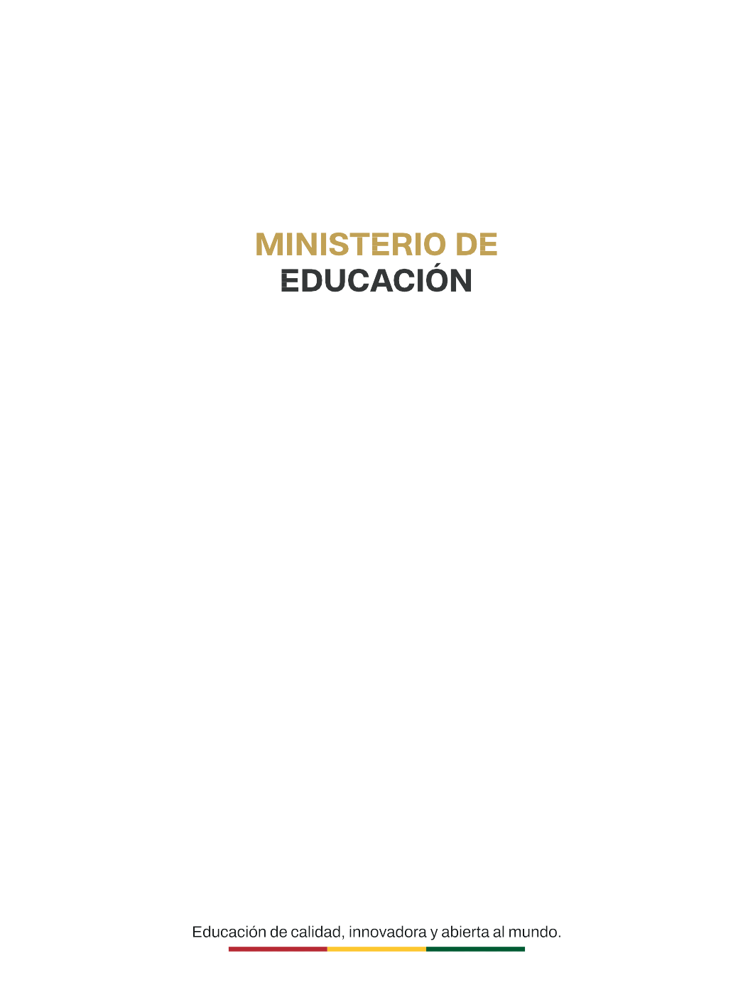 MINISTERIO DE
EDUCACIÓN
Educación de calidad, innovadora y abierta al mundo.